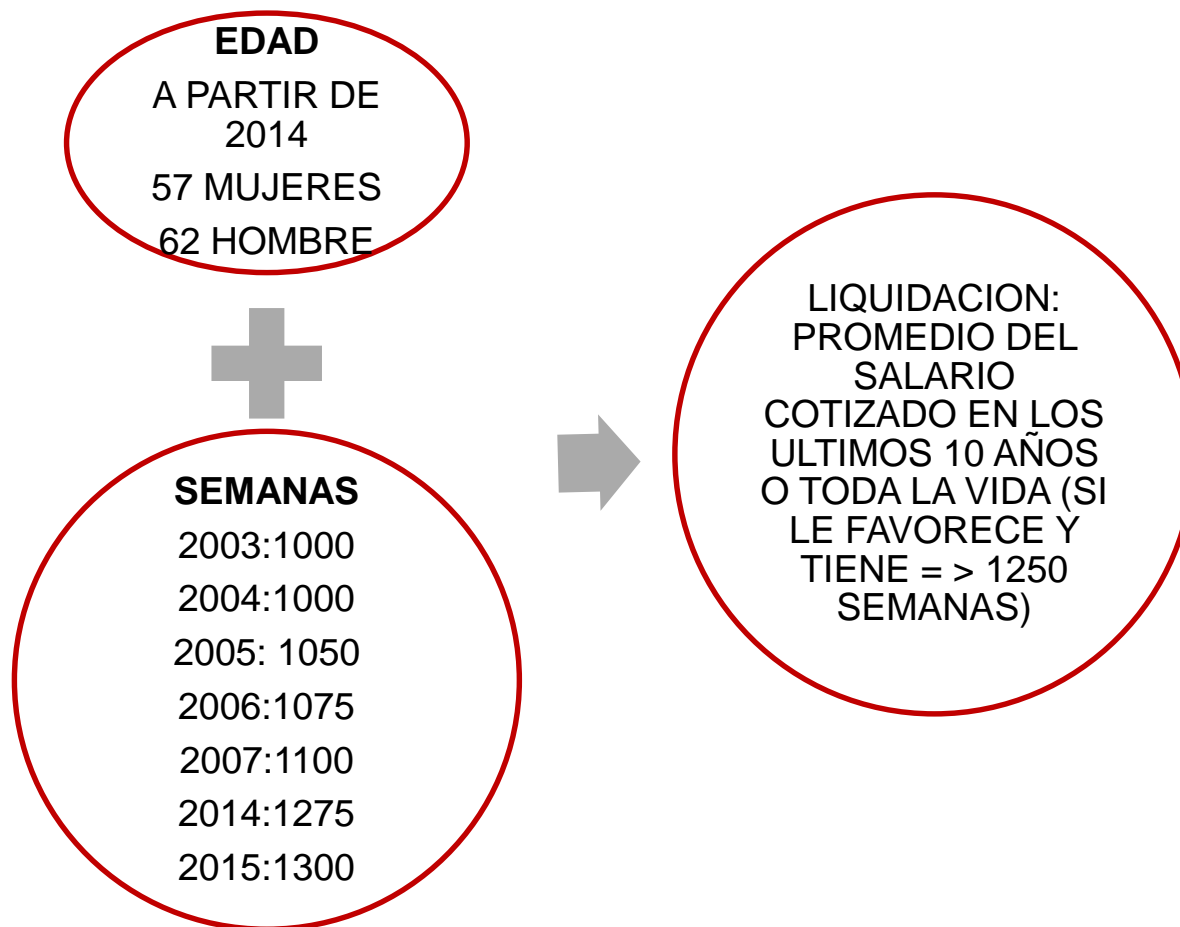 EDAD
A PARTIR DE
2014
57 MUJERES
62 HOMBRE
SEMANAS
2003:1000
2004:1000
2005: 1050
2006:1075
2007:1100
2014:1275
2015:1300
LIQUIDACION:
PROMEDIO DEL
SALARIO
COTIZADO EN LOS
ULTIMOS 10 AÑOS
O TODA LA VIDA (SI
LE FAVORECE Y
TIENE = > 1250
SEMANAS)